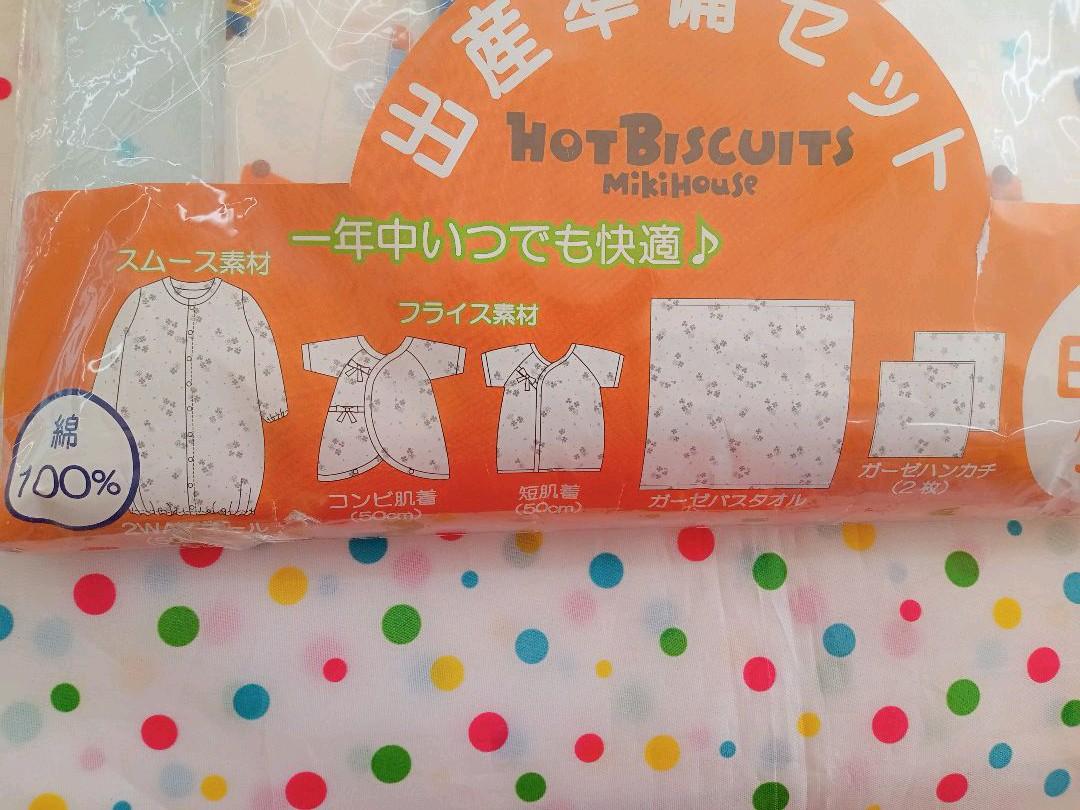 出産準備セット
HOTBISCUITS
MIKIHOUSE
一年中いつでも快適♪
スムース素材
フライス素材
綿
100%
コンビ肌着
(50cm)
短肌着
(50cm)
ガーゼバスタオル
ガーゼハンカチ
(2枚)